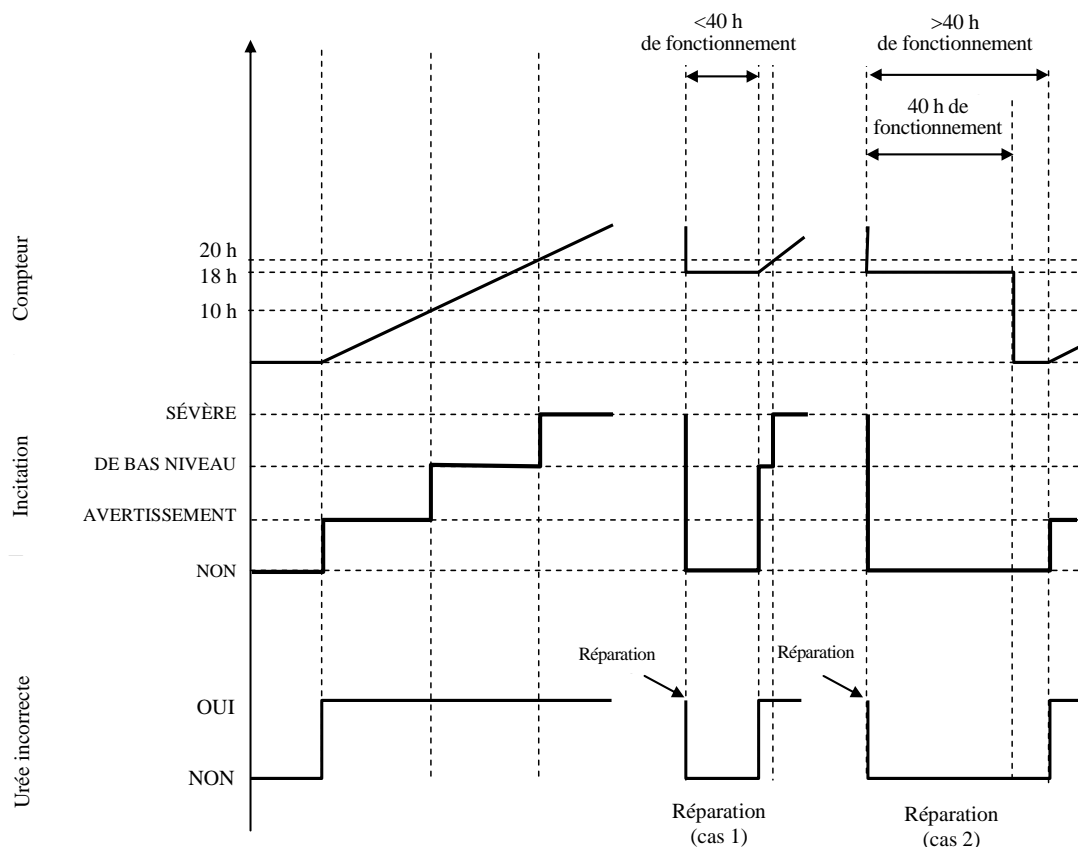 <40 h
de fonctionnement
>40 h
de fonctionnement
40 h de
fonctionnement
Compteur
20 h
18 h
10 h
Incitation
SÉVÈRE
DE BAS NIVEAU
AVERTISSEMENT
NON
Réparation
Réparation
Urée incorrecte
OUI
NON
Réparation
(cas 1)
Réparation
(cas 2)